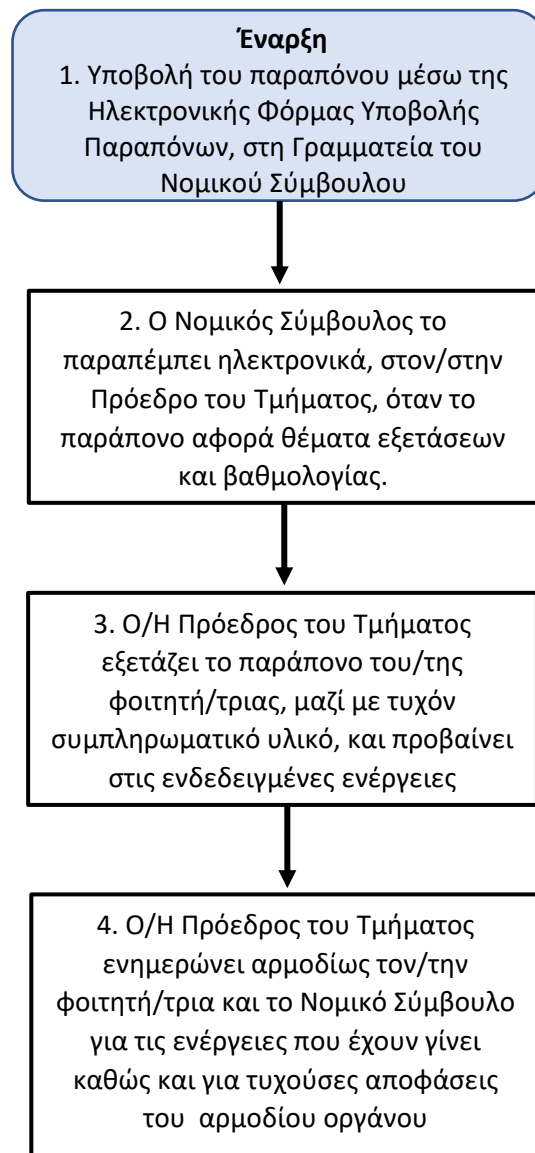 Έναρξη
1. Υποβολή του παραπόνου μέσω της
Ηλεκτρονικής Φόρμας Υποβολής
Παραπόνων, στη Γραμματεία του
Νομικού Σύμβουλου
2. Ο Νομικός Σύμβουλος το
παραπέμπει ηλεκτρονικά, στον/στην
Πρόεδρο του Τμήματος, όταν το
παράπονο αφορά θέματα εξετάσεων
και βαθμολογίας.
3. Ο/Η Πρόεδρος του Τμήματος
εξετάζει το παράπονο του/της
φοιτητή/τριας, μαζί με τυχόν
συμπληρωματικό υλικό, και προβαίνει
στις ενδεδειγμένες ενέργειες
4. Ο/Η Πρόεδρος του Τμήματος
ενημερώνει αρμοδίως τον/την
φοιτητή/τρια και το Νομικό Σύμβουλο
για τις ενέργειες που έχουν γίνει
καθώς και για τυχούσες αποφάσεις
του αρμοδίου οργάνου